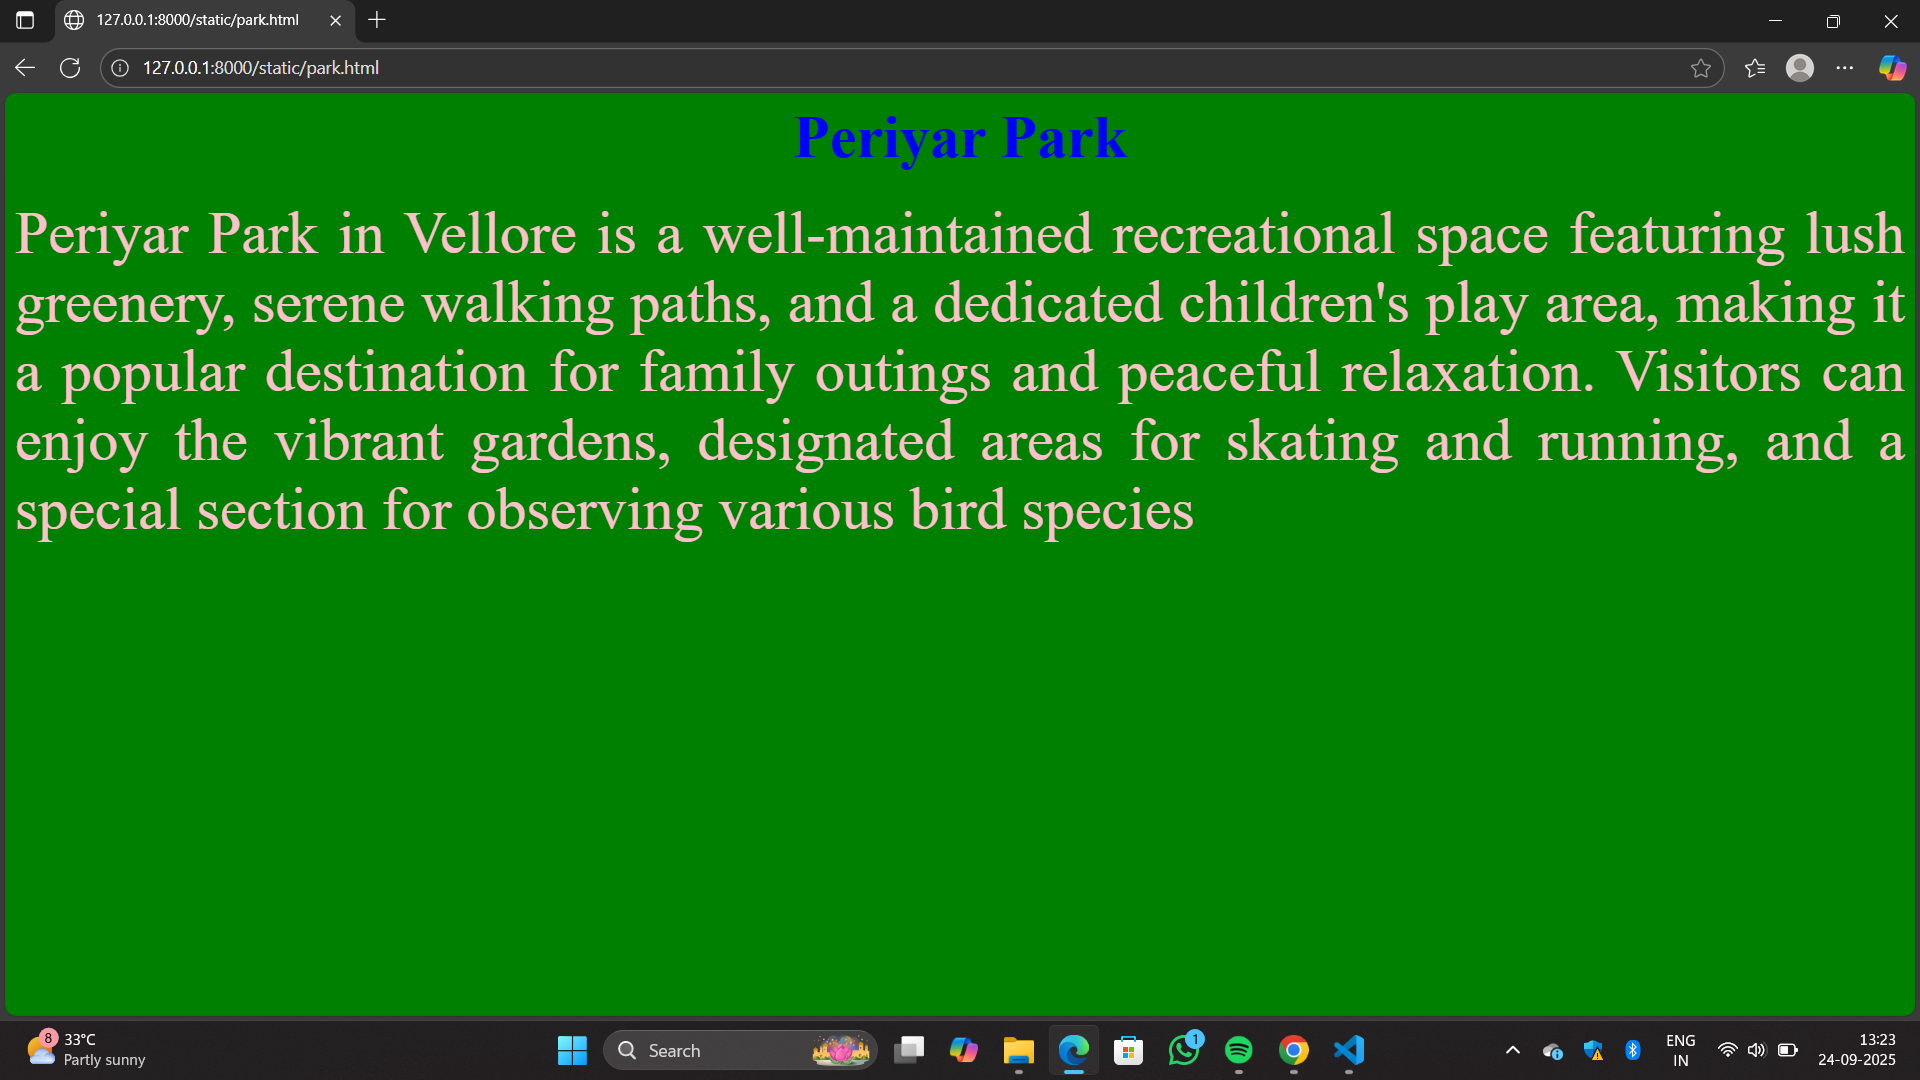 127.0.0.1:8000/static/park.html
127.0.0.1:8000/static/park.html
Periyar Park
Periyar Park in Vellore is a well-maintained recreational space featuring lush
greenery, serene walking paths, and a dedicated children's play area, making it
a popular destination for family outings and peaceful relaxation. Visitors can
enjoy the vibrant gardens, designated areas for skating and running, and a
special section for observing various bird species
8
33°C
Partly sunny
Search
1
ENG
IN
13:23
24-09-2025